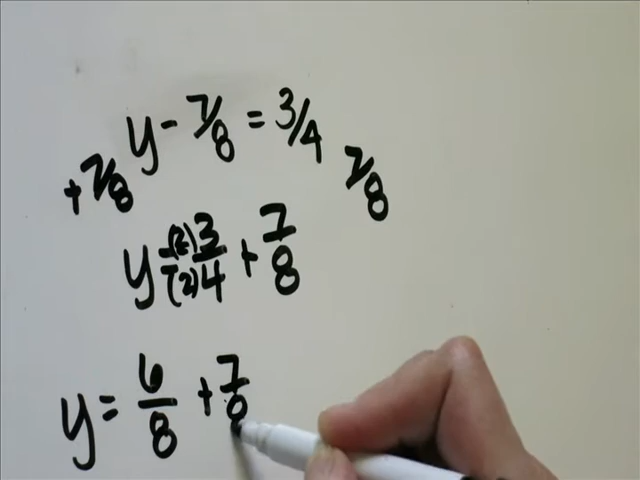 y - 7/8 = 3/4
+ 7/8 7/8
y = (2)3/(2)4 + 7/8
y = 6/8 + 7/8